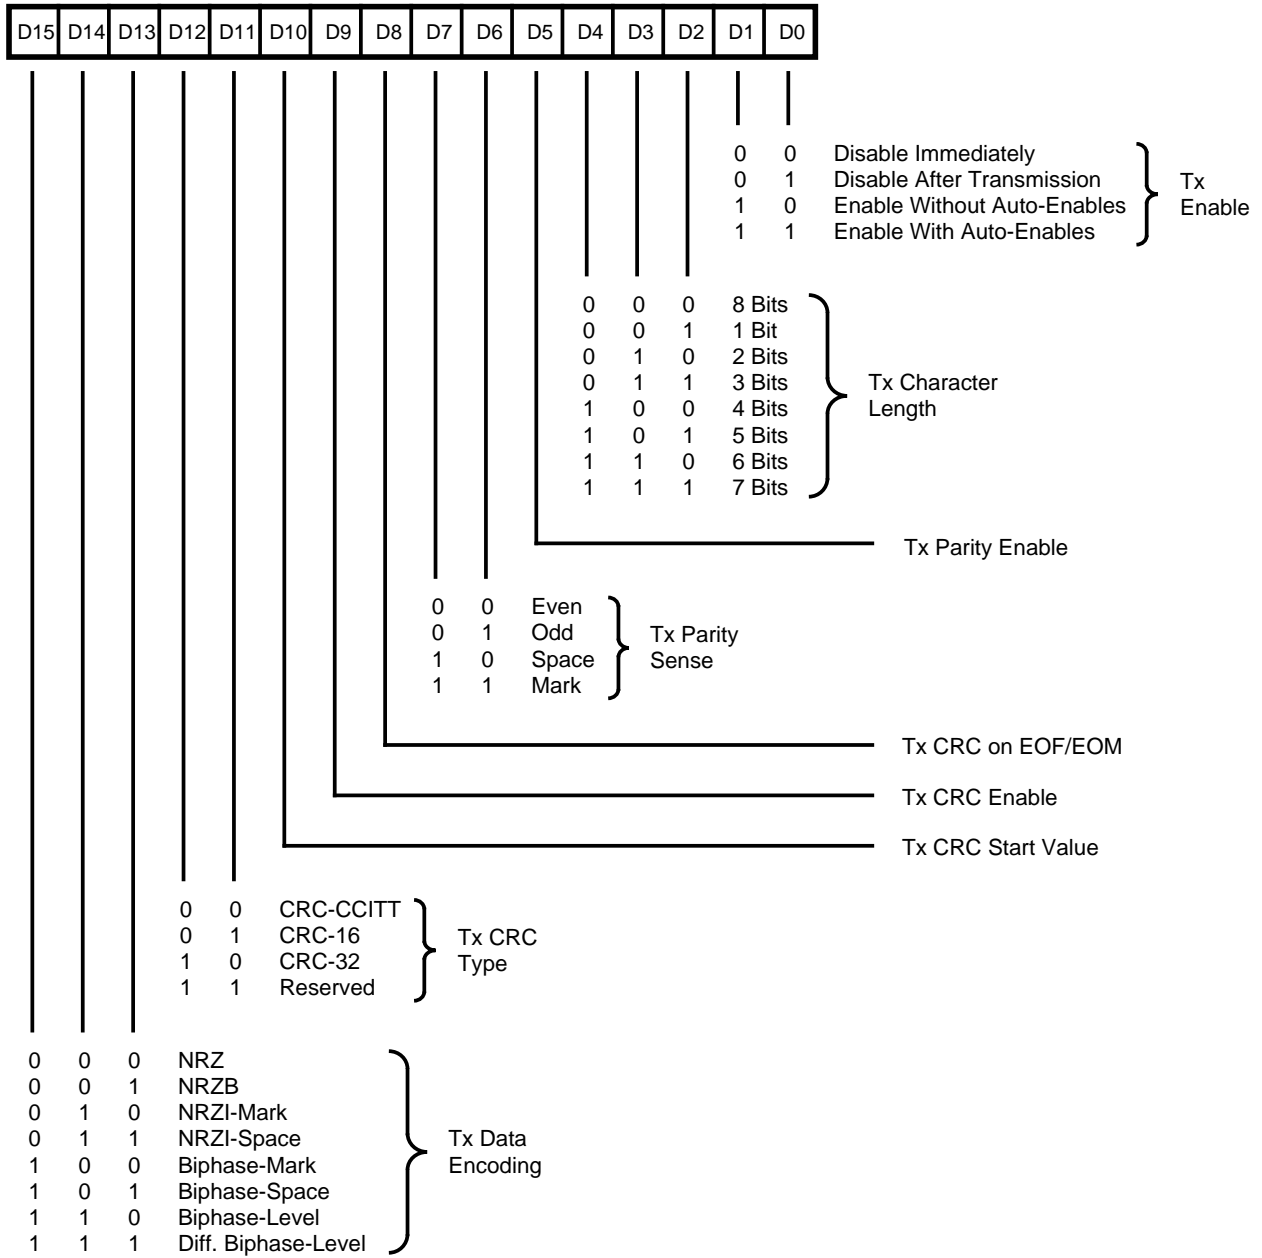 D15 D14 D13 D12 D11 D10 D9 D8 D7 D6 D5 D4 D3 D2 D1 D0
0 0 Disable Immediately
0 1 Disable After Transmission
1 0 Enable Without Auto-Enables
1 1 Enable With Auto-Enables
Tx
Enable
0 0 0 8 Bits
0 0 1 1 Bit
0 1 0 2 Bits
0 1 1 3 Bits
1 0 0 4 Bits
1 0 1 5 Bits
1 1 0 6 Bits
1 1 1 7 Bits
Tx Character
Length
Tx Parity Enable
0 0 Even
0 1 Odd
1 0 Space
1 1 Mark
Tx Parity
Sense
Tx CRC on EOF/EOM
Tx CRC Enable
Tx CRC Start Value
0 0 CRC-CCITT
0 1 CRC-16
1 0 CRC-32
1 1 Reserved
Tx CRC
Type
0 0 0 NRZ
0 0 1 NRZB
0 1 0 NRZI-Mark
0 1 1 NRZI-Space
1 0 0 Biphase-Mark
1 0 1 Biphase-Space
1 1 0 Biphase-Level
1 1 1 Diff. Biphase-Level
Tx Data
Encoding